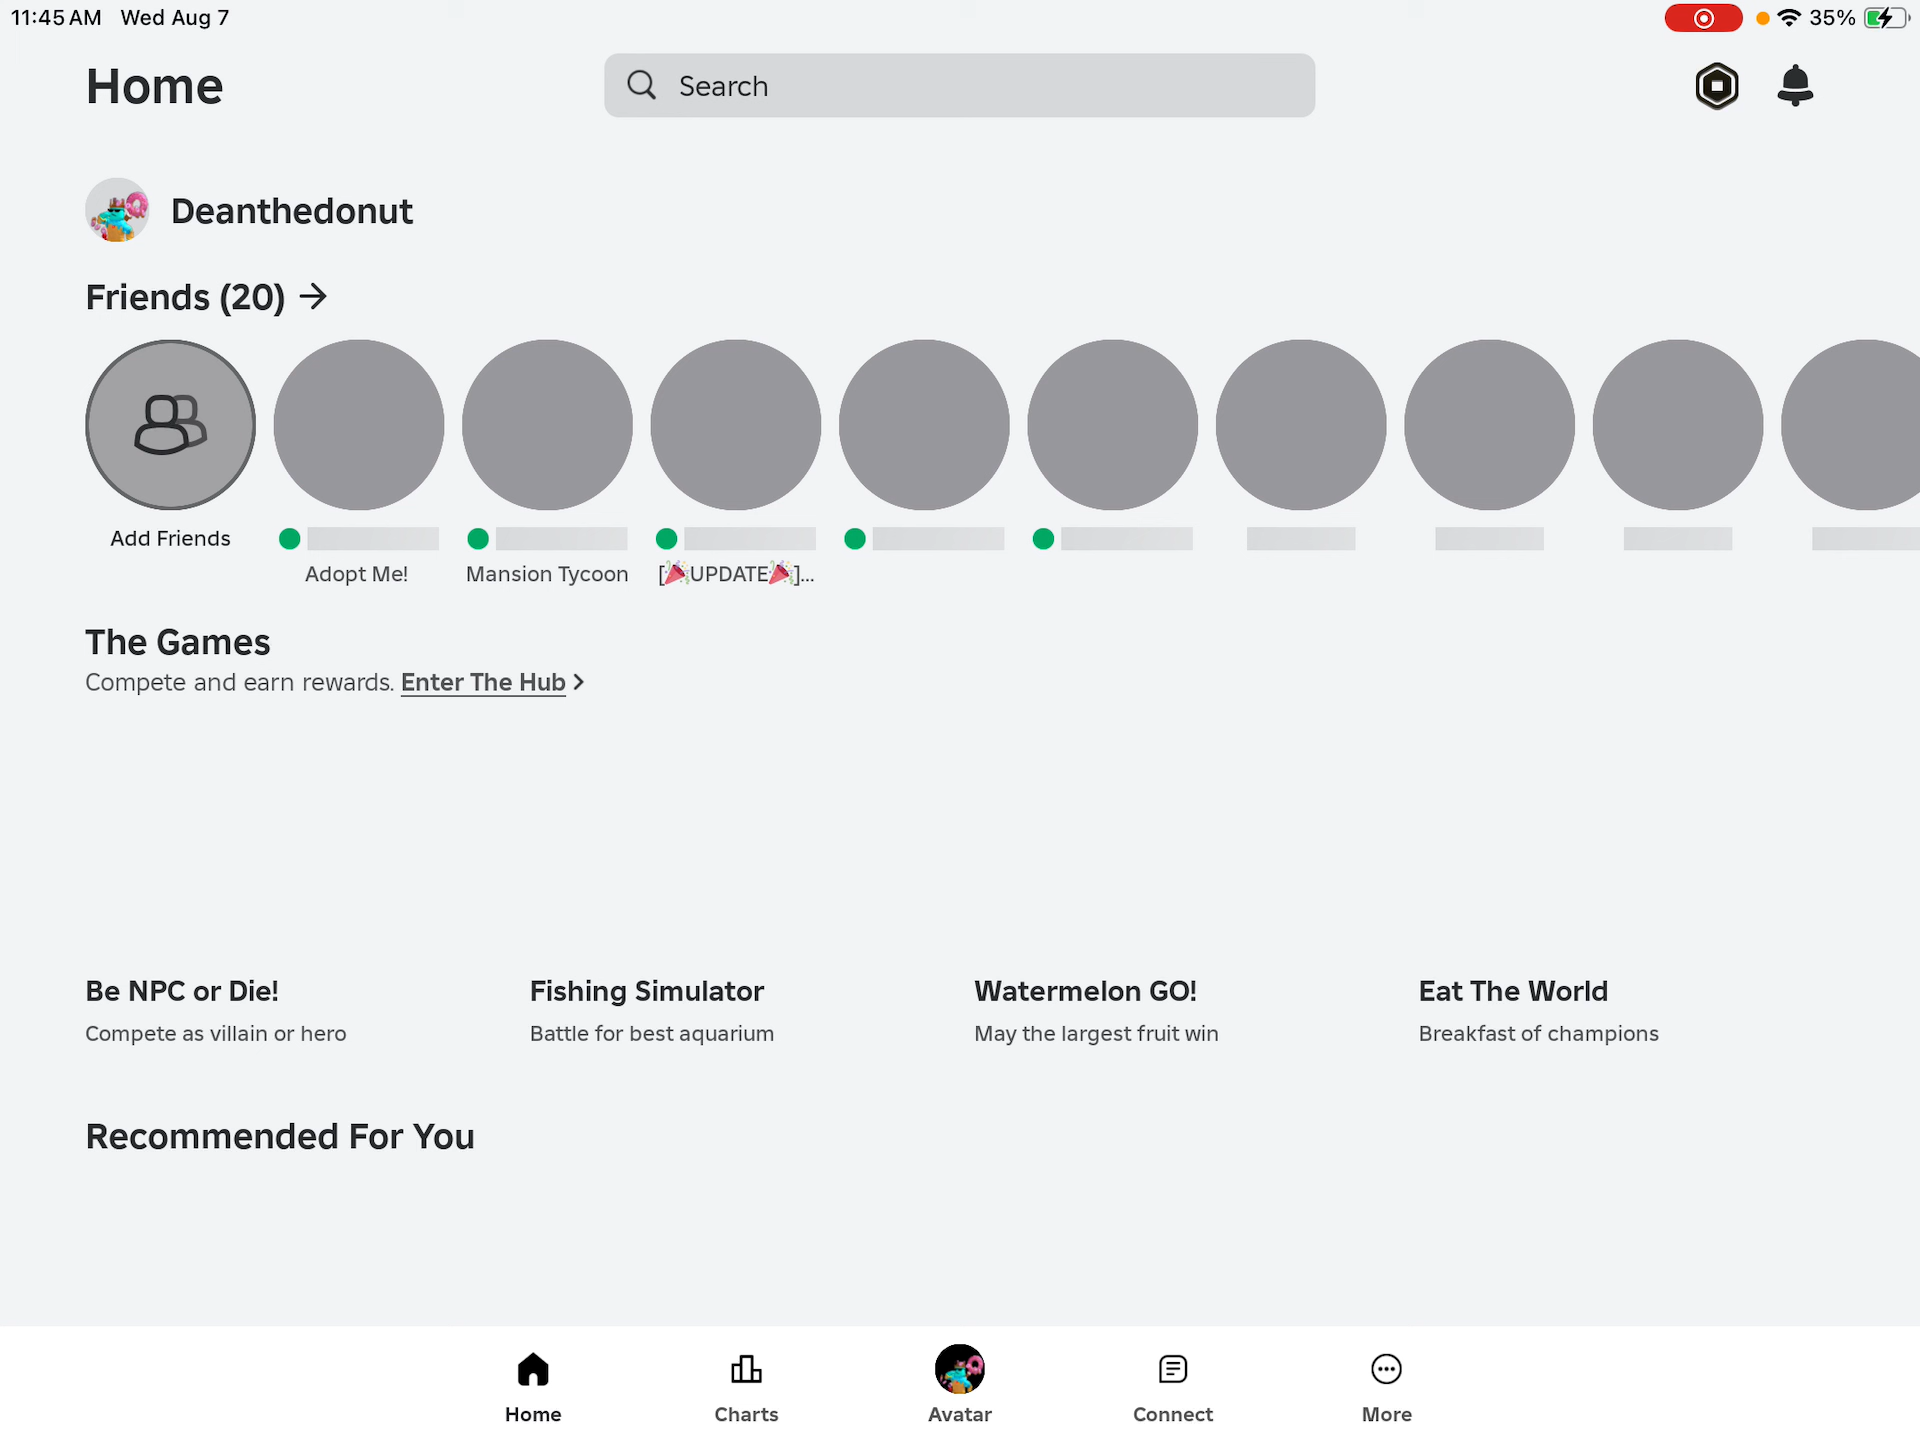 11:45 AM Wed Aug 7
35%
Home
Search
Deanthedonut
Friends (20)
Add Friends
Adopt Me!
Mansion Tycoon
[🎉UPDATE🎉]...
The Games
Compete and earn rewards. Enter The Hub
Be NPC or Die!
Compete as villain or hero
Fishing Simulator
Battle for best aquarium
Watermelon GO!
May the largest fruit win
Eat The World
Breakfast of champions
Recommended For You
Home
Charts
Avatar
Connect
More